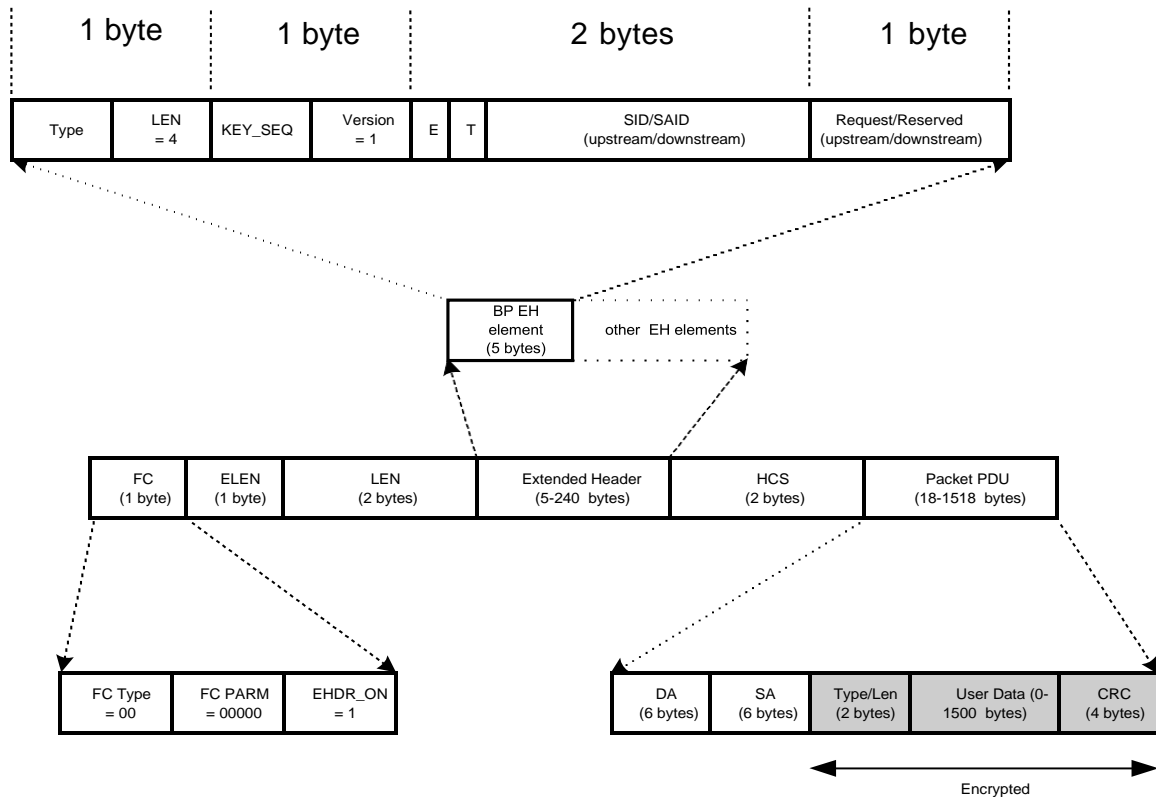 1 byte
1 byte
2 bytes
1 byte
Type
LEN
= 4
KEY_SEQ
Version
= 1
E
T
SID/SAID
(upstream/downstream)
Request/Reserved
(upstream/downstream)
BP EH
element
(5 bytes)
other EH elements
FC
(1 byte)
ELEN
(1 byte)
LEN
(2 bytes)
Extended Header
(5-240 bytes)
HCS
(2 bytes)
Packet PDU
(18-1518 bytes)
FC Type
= 00
FC PARM
= 00000
EHDR_ON
= 1
DA
(6 bytes)
SA
(6 bytes)
Type/Len
(2 bytes)
User Data (0-
1500 bytes)
CRC
(4 bytes)
Encrypted